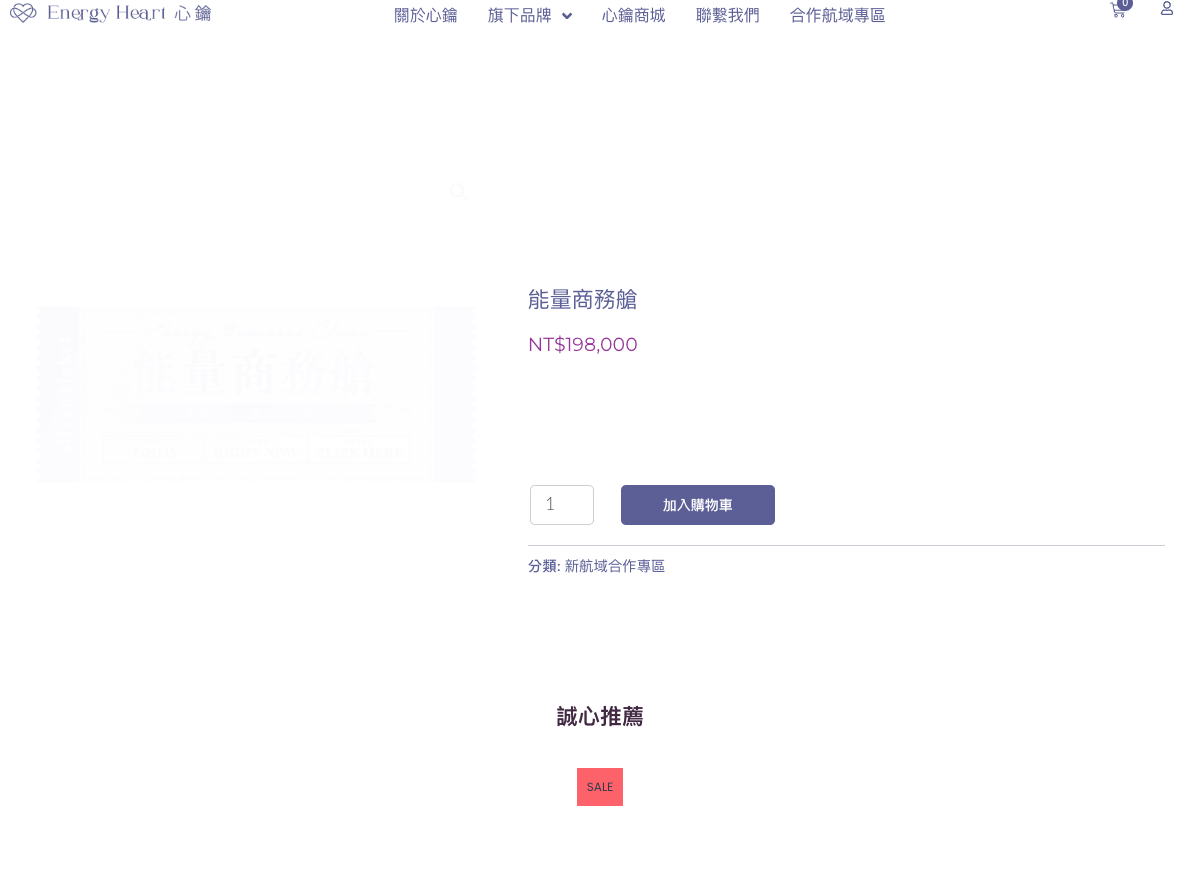 Energy Heart 心鑰
關於心鑰
旗下品牌
心鑰商城
聯繫我們
合作航域專區
0
能量商務艙
能量商務艙
NT$198,000
1
加入購物車
分類: 新航域合作專區
誠心推薦
SALE